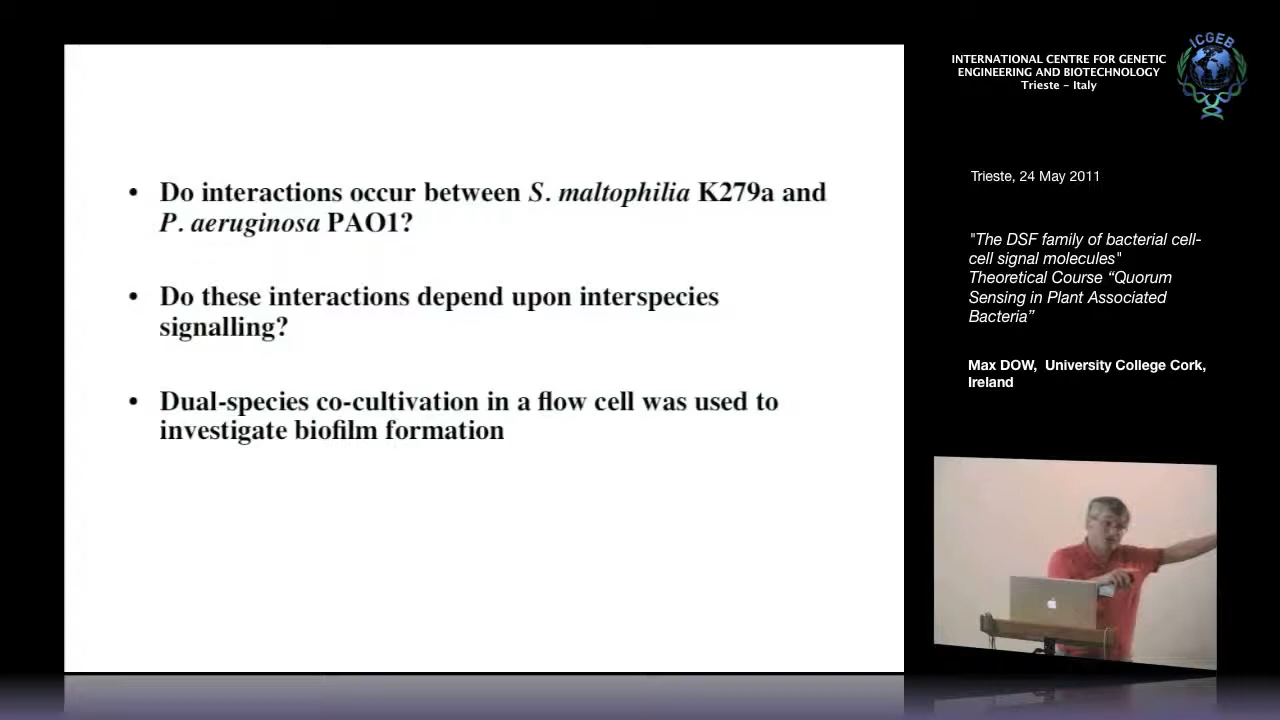 • Do interactions occur between S. maltophilia K279a and
P. aeruginosa PAO1?
• Do these interactions depend upon interspecies
signalling?
• Dual-species co-cultivation in a flow cell was used to
investigate biofilm formation
ICGEB
INTERNATIONAL CENTRE FOR GENETIC
ENGINEERING AND BIOTECHNOLOGY
Trieste - Italy
Trieste, 24 May 2011
"The DSF family of bacterial cell-
cell signal molecules"
Theoretical Course “Quorum
Sensing in Plant Associated
Bacteria”
Max DOW, University College Cork,
Ireland